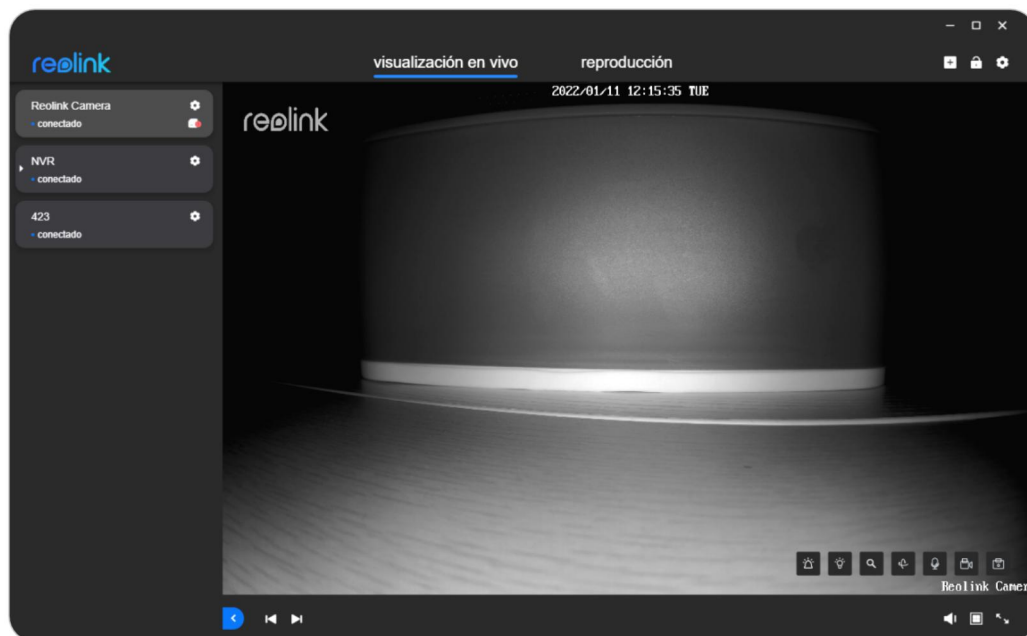 reolink
visualización en vivo
reproducción
Reolink Camera
conectado
NVR
conectado
423
conectado
2022/01/11 12:15:35 TUE
reolink
Reolink Camer